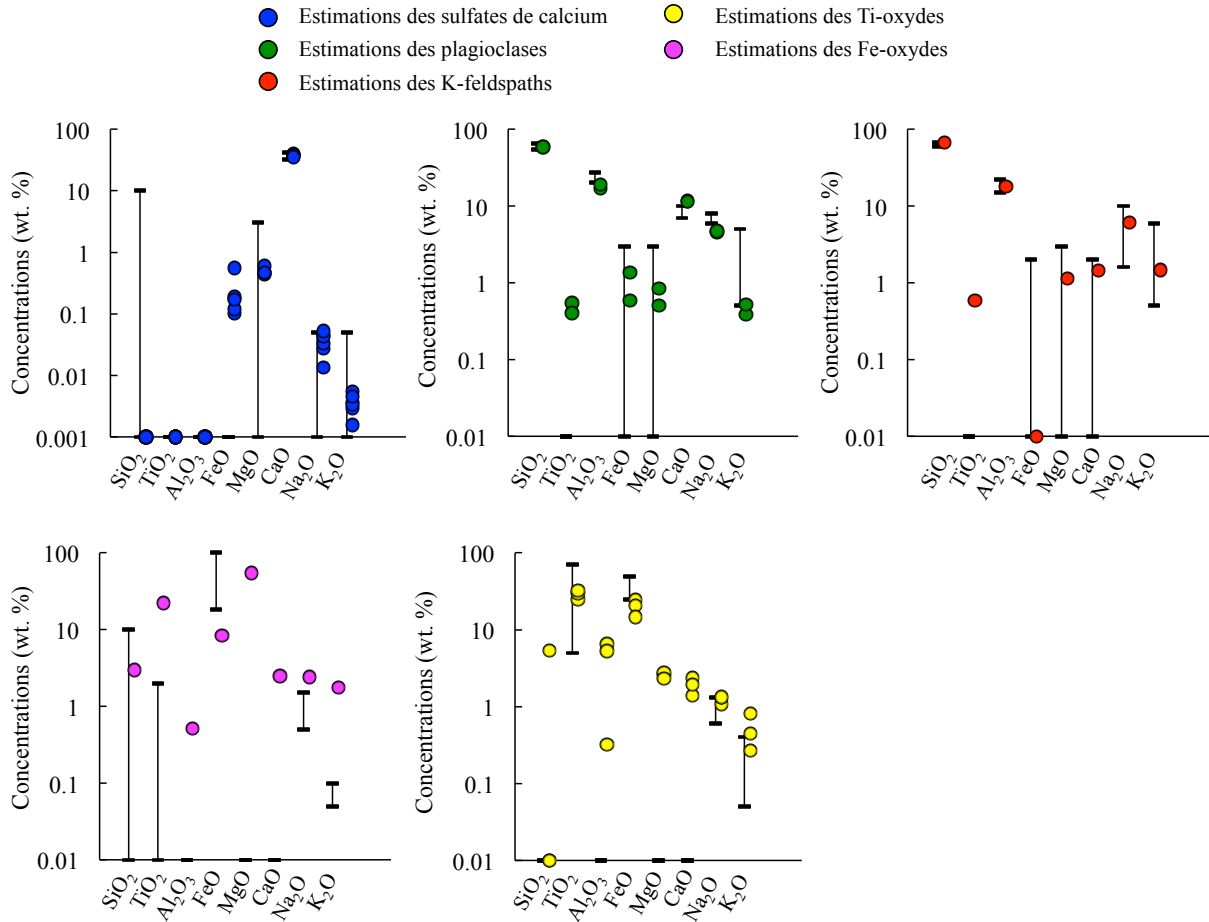 Estimations des sulfates de calcium
Estimations des plagioclases
Estimations des K-feldspaths
Estimations des Ti-oxydes
Estimations des Fe-oxydes
Concentrations (wt. %)
100
10
1
0.1
0.01
0.001
SiO₂
TiO₂
Al₂O₃
FeO
MgO
CaO
Na₂O
K₂O
Concentrations (wt. %)
100
10
1
0.1
0.01
SiO₂
TiO₂
Al₂O₃
FeO
MgO
CaO
Na₂O
K₂O
Concentrations (wt. %)
100
10
1
0.1
0.01
SiO₂
TiO₂
Al₂O₃
FeO
MgO
CaO
Na₂O
K₂O
Concentrations (wt. %)
100
10
1
0.1
0.01
SiO₂
TiO₂
Al₂O₃
FeO
MgO
CaO
Na₂O
K₂O
Concentrations (wt. %)
100
10
1
0.1
0.01
SiO₂
TiO₂
Al₂O₃
FeO
MgO
CaO
Na₂O
K₂O